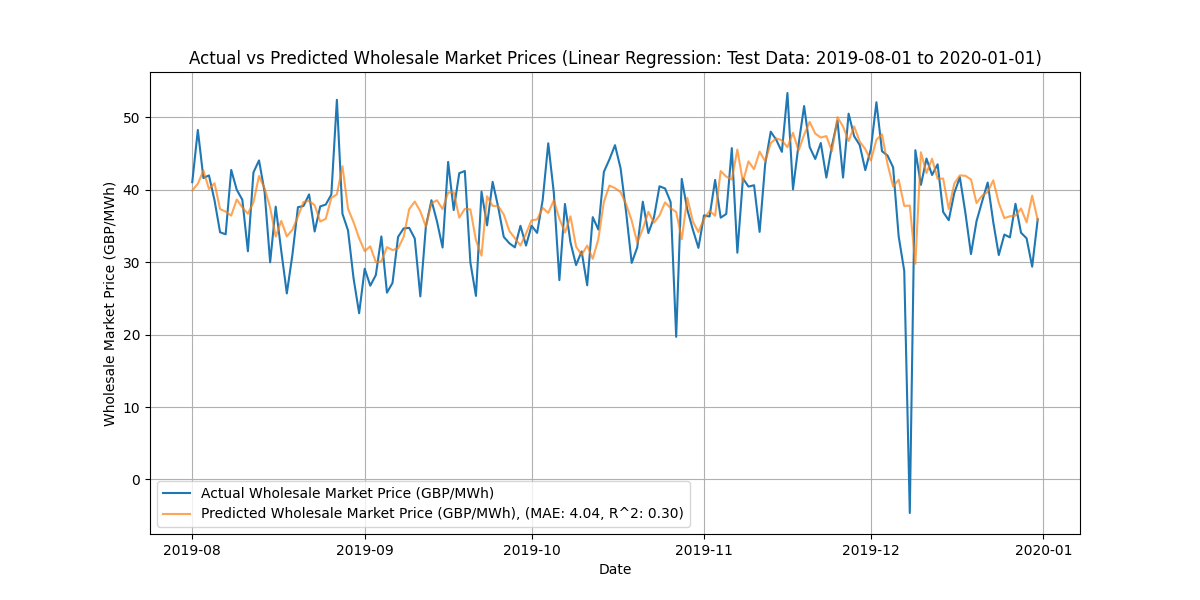 Actual vs Predicted Wholesale Market Prices (Linear Regression: Test Data: 2019-08-01 to 2020-01-01)
Wholesale Market Price (GBP/MWh)
50
40
30
20
10
0
Actual Wholesale Market Price (GBP/MWh)
Predicted Wholesale Market Price (GBP/MWh), (MAE: 4.04, R^2: 0.30)
2019-08
2019-09
2019-10
2019-11
2019-12
2020-01
Date